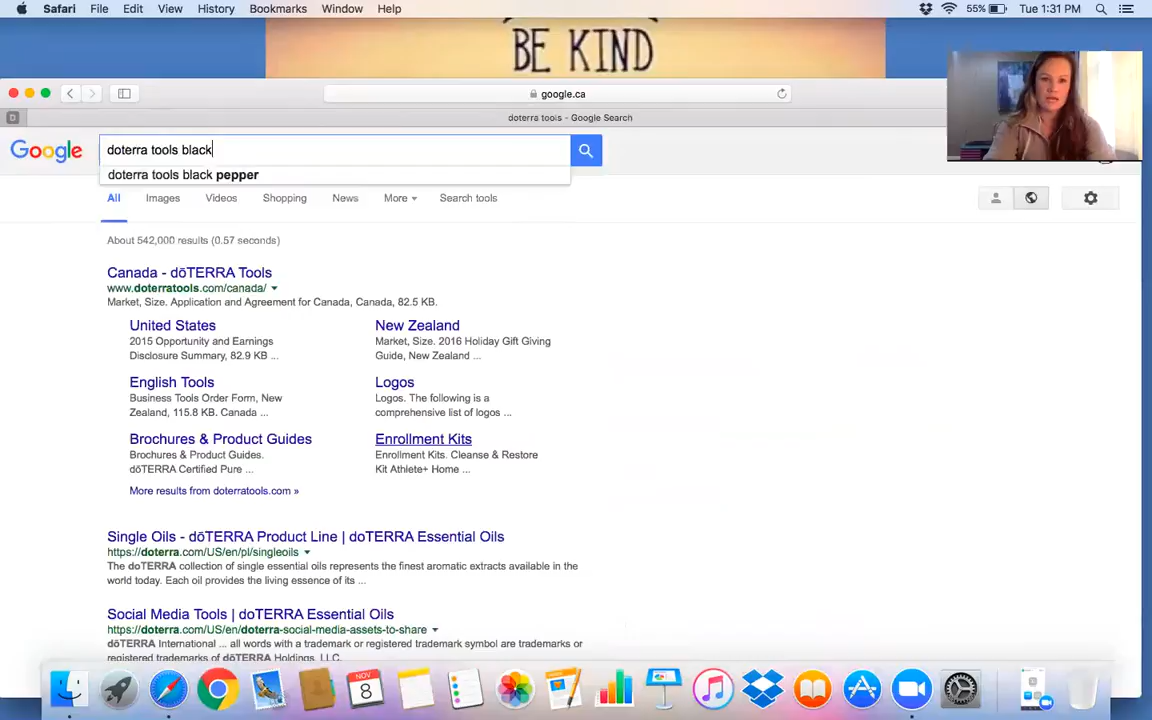 Safari File Edit View History Bookmarks Window Help 55% Tue 1:31 PM
BE KIND
google.ca
D doterra tools - Google Search
Google doterra tools black
doterra tools black pepper
All Images Videos Shopping News More Search tools
About 542,000 results (0.57 seconds)
Canada - dōTERRA Tools
www.doterratools.com/canada/
Market, Size. Application and Agreement for Canada, Canada, 82.5 KB.
United States New Zealand
2015 Opportunity and Earnings Market, Size. 2016 Holiday Gift Giving
Disclosure Summary, 82.9 KB ... Guide, New Zealand ...
English Tools Logos
Business Tools Order Form, New Logos. The following is a
Zealand, 115.8 KB. Canada ... comprehensive list of logos ...
Brochures & Product Guides Enrollment Kits
Brochures & Product Guides. Enrollment Kits. Cleanse & Restore
dōTERRA Certified Pure ... Kit Athlete+ Home ...
More results from doterratools.com »
Single Oils - dōTERRA Product Line | doTERRA Essential Oils
https://doterra.com/US/en/pl/singleoils
The doTERRA collection of single essential oils represents the finest aromatic extracts available in the
world today. Each oil provides the living essence of its ...
Social Media Tools | doTERRA Essential Oils
https://doterra.com/US/en/doterra-social-media-assets-to-share
dōTERRA International ... all words with a trademark or registered trademark symbol are trademarks or
registered trademarks of dōTERRA Holdings, LLC.
NOV
8